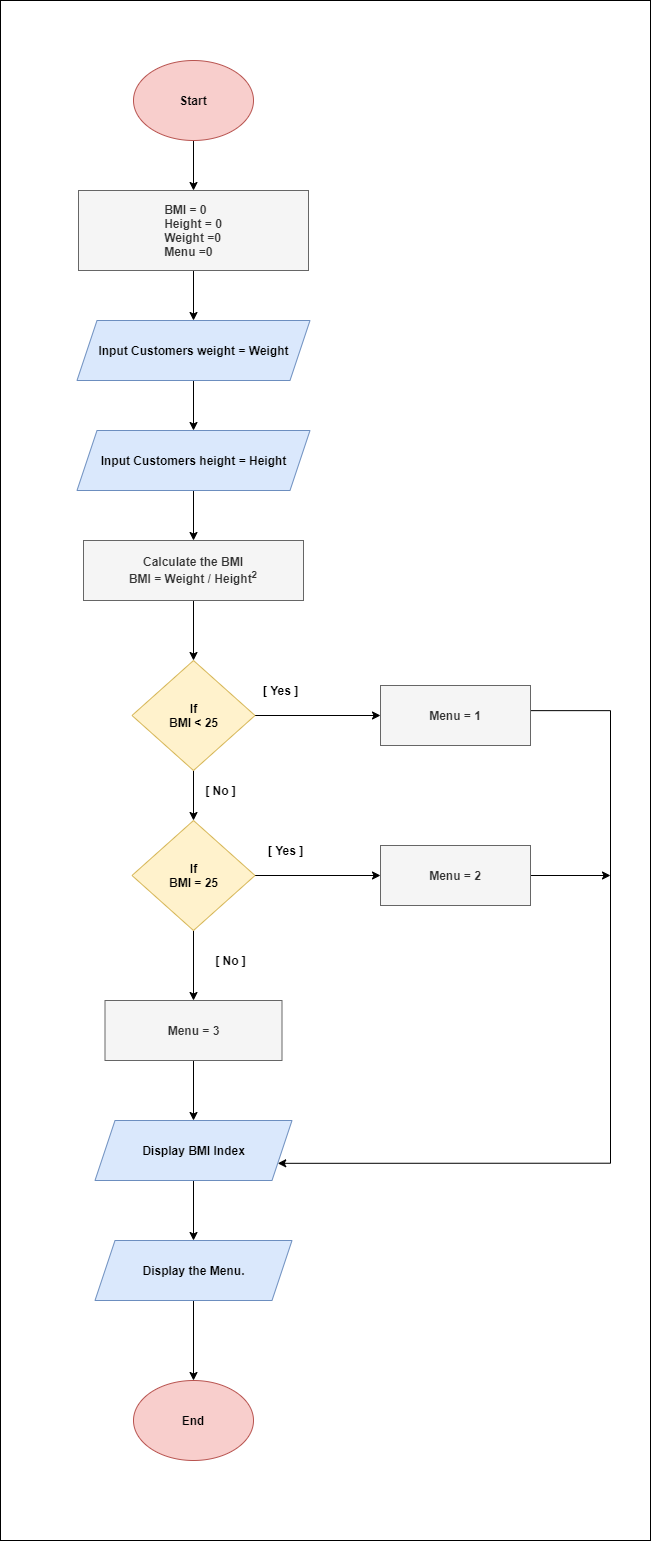 Start
BMI = 0
Height = 0
Weight =0
Menu =0
Input Customers weight = Weight
Input Customers height = Height
Calculate the BMI
BMI = Weight / Height²
If
BMI < 25
[ Yes ]
Menu = 1
[ No ]
If
BMI = 25
[ Yes ]
Menu = 2
[ No ]
Menu = 3
Display BMI Index
Display the Menu.
End